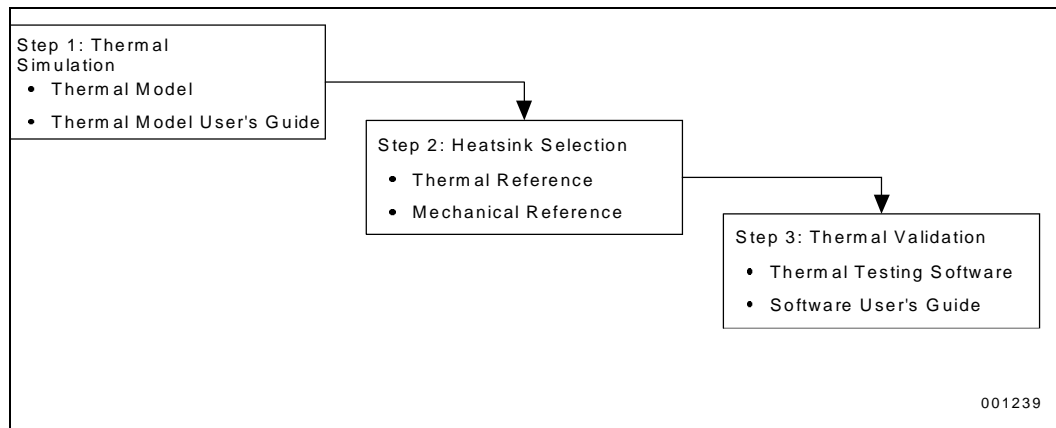 Step 1: Thermal
Simulation
• Thermal Model
• Thermal Model User's Guide
Step 2: Heatsink Selection
• Thermal Reference
• Mechanical Reference
Step 3: Thermal Validation
• Thermal Testing Software
• Software User's Guide
001239